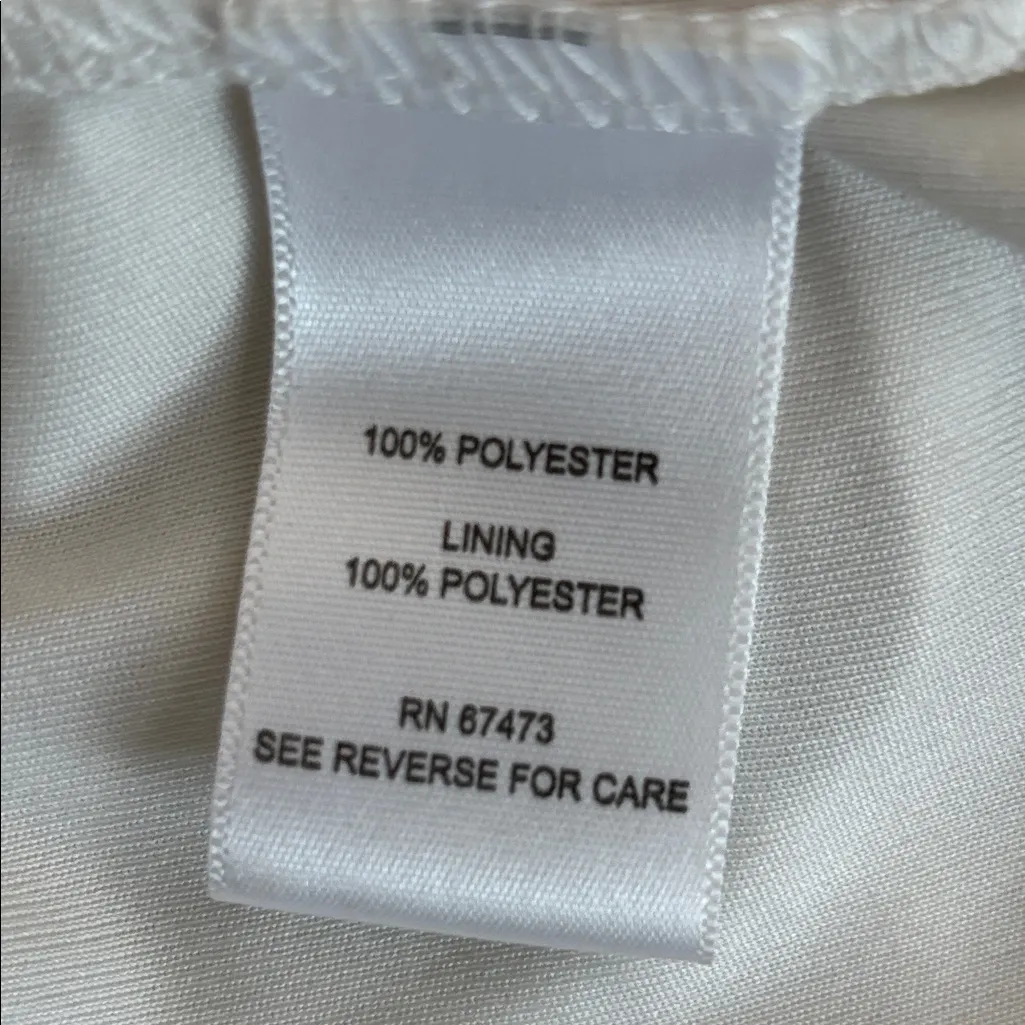 100% POLYESTER
LINING
100% POLYESTER
RN 67473
SEE REVERSE FOR CARE